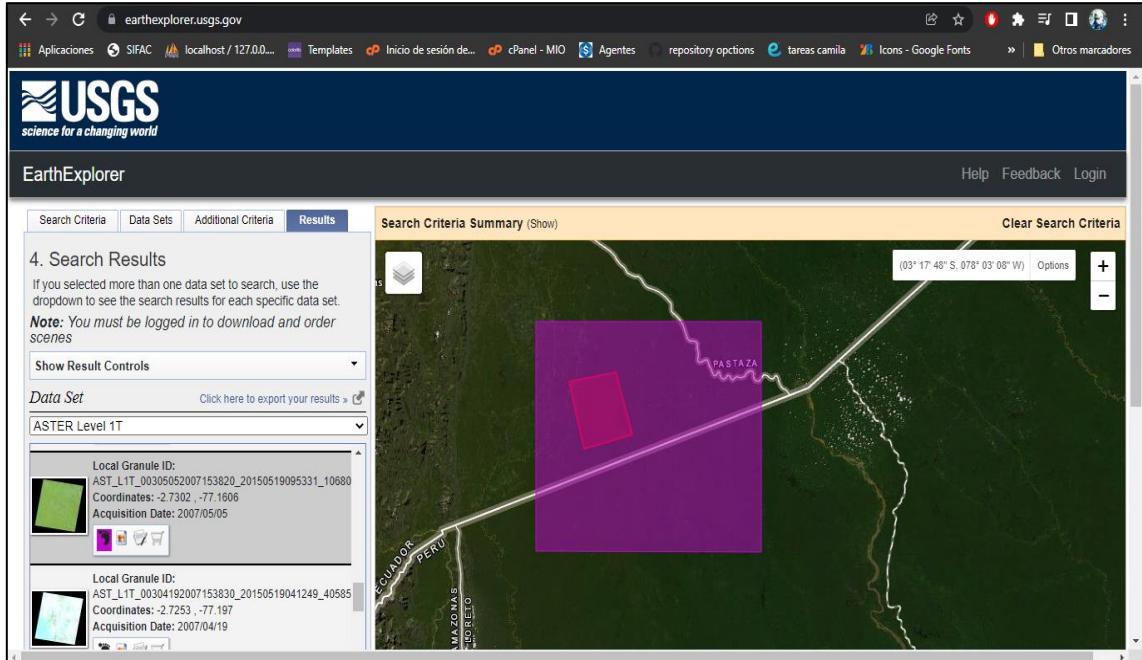 earthexplorer.usgs.gov
Aplicaciones SIFAC localhost / 127.0.0.... Templates Inicio de sesión de... cPanel - MIO Agentes repository opctions tareas camila Icons - Google Fonts » Otros marcadores
USGS
science for a changing world
EarthExplorer Help Feedback Login
Search Criteria Data Sets Additional Criteria Results
Search Criteria Summary (Show) Clear Search Criteria
4. Search Results
If you selected more than one data set to search, use the
dropdown to see the search results for each specific data set.
Note: You must be logged in to download and order
scenes
Show Result Controls
Data Set Click here to export your results »
ASTER Level 1T
Local Granule ID:
AST_L1T_00305052007153820_20150519095331_10680
Coordinates: -2.7302 , -77.1606
Acquisition Date: 2007/05/05
Local Granule ID:
AST_L1T_00304192007153830_20150519041249_40585
Coordinates: -2.7253 , -77.197
Acquisition Date: 2007/04/19
(03° 17' 48" S, 078° 03' 08" W) Options
+
−
PASTAZA
ECUADOR
PERU
AMAZONAS
LORETO